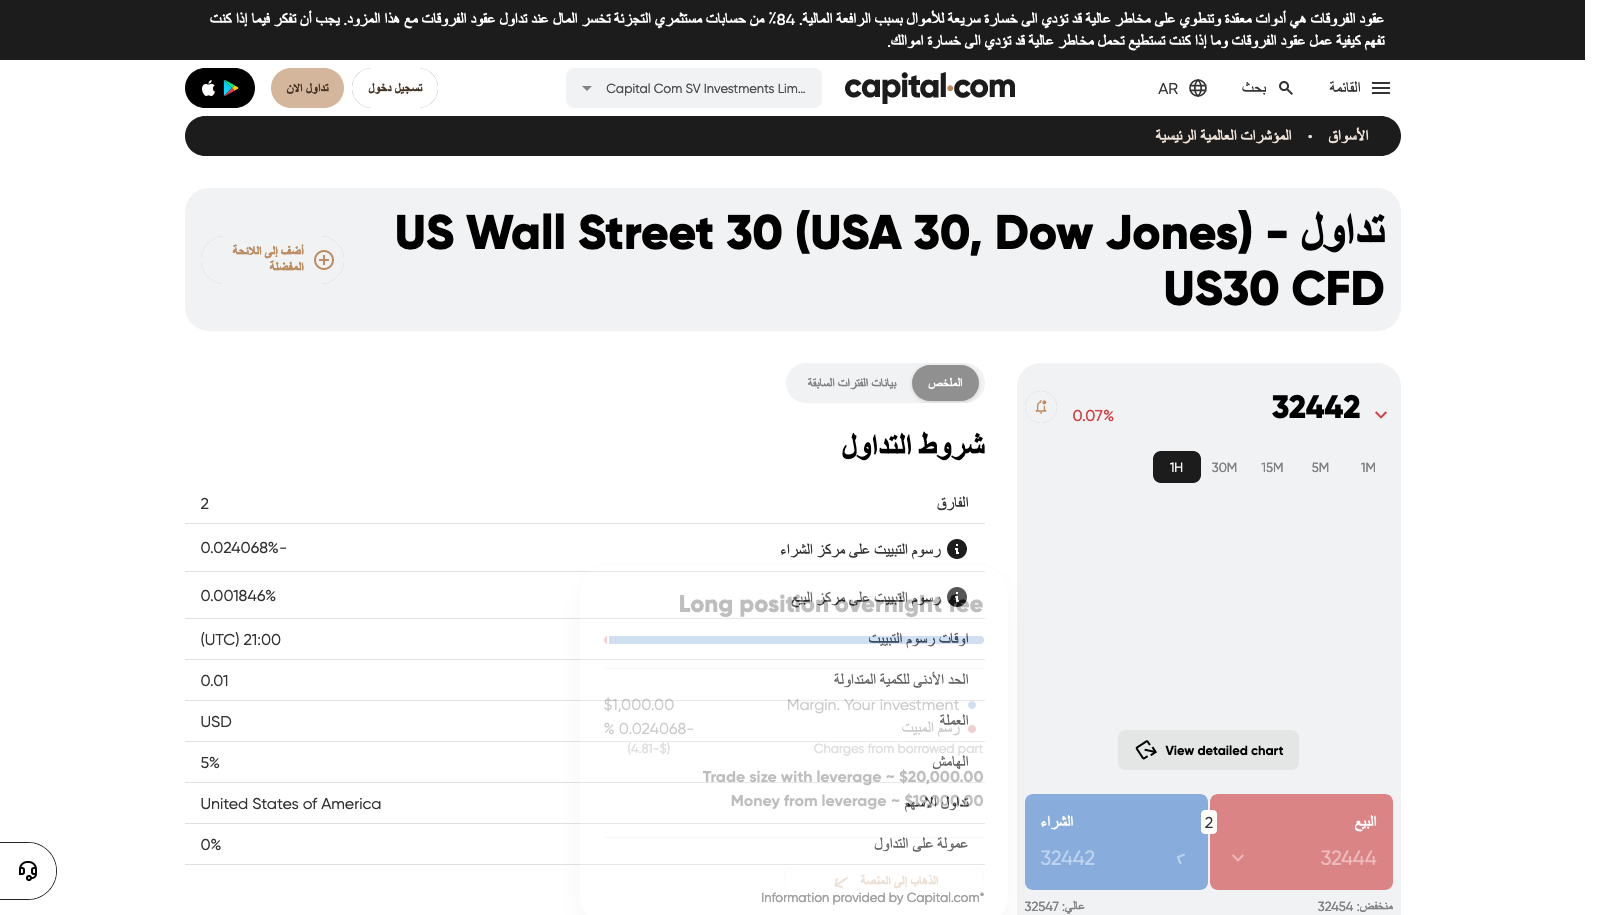 عقود الفروقات هي أدوات معقدة وتنطوي على مخاطر عالية قد تؤدي الى خسارة سريعة للأموال بسبب الرافعة المالية. 84٪ من حسابات مستثمري التجزئة تخسر المال عند تداول عقود الفروقات مع هذا المزود. يجب أن تفكر فيما إذا كنت
تفهم كيفية عمل عقود الفروقات وما إذا كنت تستطيع تحمل مخاطر عالية قد تؤدي الى خسارة اموالك.
القائمة
بحث
AR
capital.com
Capital Com SV Investments Lim...
تسجيل دخول
تداول الآن
الأسواق • المؤشرات العالمية الرئيسية
تداول - US Wall Street 30 (USA 30, Dow Jones)
US30 CFD
أضف إلى اللائحة
المفضلة
32442
0.07%
1M
5M
15M
30M
1H
View detailed chart
البيع
32444
2
الشراء
32442
منخفض: 32454
عالي: 32547
الملخص
بيانات الفترات السابقة
شروط التداول
الفارق 2
رسوم التبييت على مركز الشراء -0.024068%
رسوم التبييت على مركز البيع 0.001846%
اوقات رسوم التبييت 21:00 (UTC)
الحد الأدنى للكمية المتداولة 0.01
العملة USD
الهامش 5%
تداول الاسهم United States of America
عمولة على التداول 0%
Long position overnight fee
Margin. Your investment $1,000.00
رسم المبيت -0.024068 %
Charges from borrowed part ($-4.81)
Trade size with leverage ~ $20,000.00
Money from leverage ~ $19,000.00
الذهاب إلى المنصة
Information provided by Capital.com*